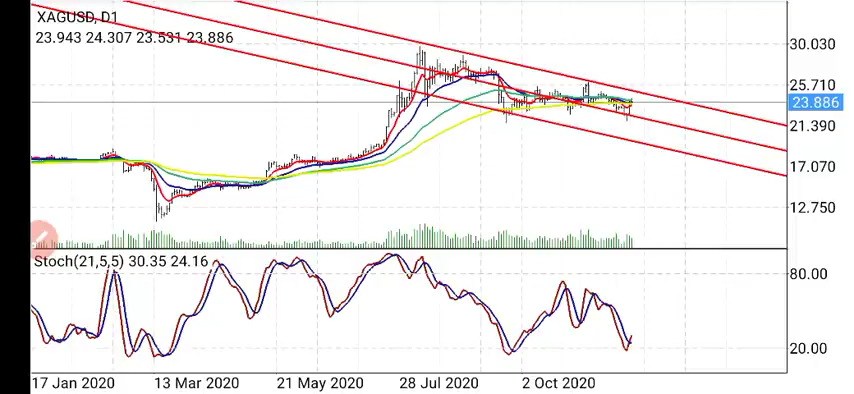 XAGUSD, D1
23.943 24.307 23.531 23.886
30.030
25.710
23.886
21.390
17.070
12.750
Stoch(21,5,5) 30.35 24.16
80.00
20.00
17 Jan 2020 13 Mar 2020 21 May 2020 28 Jul 2020 2 Oct 2020